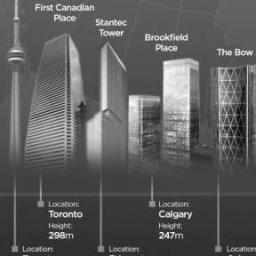 First Canadian
Place
Stantec
Tower
Brookfield
Place
The Bow
Location:
Toronto
Height:
298m
Location:
Calgary
Height:
247m
Location:
Location:
Location: